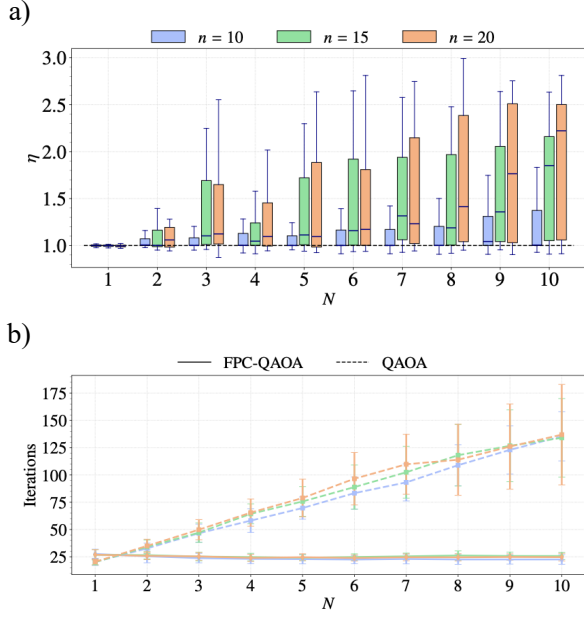 a)
n = 10 n = 15 n = 20
3.0
2.5
2.0
1.5
1.0
η
1 2 3 4 5 6 7 8 9 10
N
b)
FPC-QAOA QAOA
175
150
125
100
75
50
25
Iterations
1 2 3 4 5 6 7 8 9 10
N